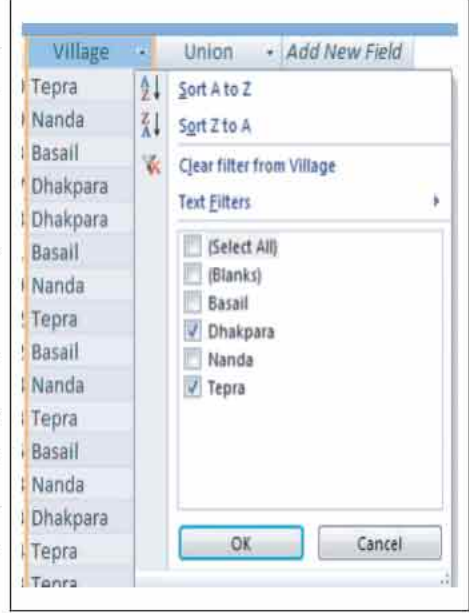 Village Union Add New Field
Tepra
Nanda
Basail
Dhakpara
Dhakpara
Basail
Nanda
Tepra
Basail
Nanda
Tepra
Basail
Nanda
Dhakpara
Tepra
Tepra
Sort A to Z
Sort Z to A
Clear filter from Village
Text Filters
(Select All)
(Blanks)
Basail
Dhakpara
Nanda
Tepra
OK Cancel